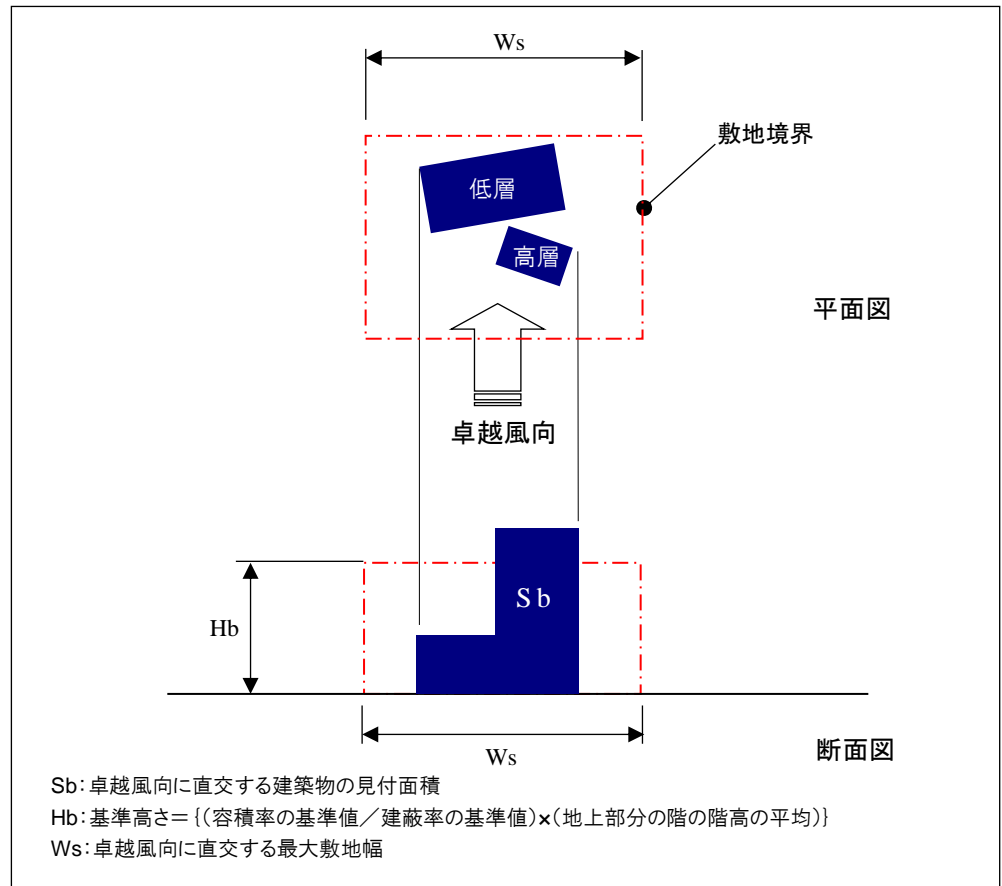 Ws
敷地境界
低層
高層
平面図
卓越風向
Sb
Hb
Ws
断面図
Sb:卓越風向に直交する建築物の見付面積
Hb:基準高さ={(容積率の基準値/建蔽率の基準値)×(地上部分の階の階高の平均)}
Ws:卓越風向に直交する最大敷地幅